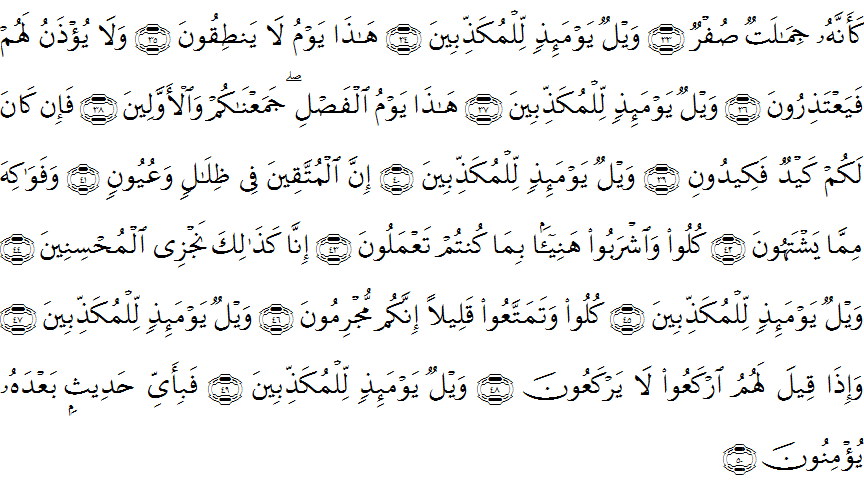 كَأَنَّهُۥ جِمَٰلَتٌ صُفْرٌ ﴿٣٣﴾ وَيْلٌ يَوْمَئِذٍ لِّلْمُكَذِّبِينَ ﴿٣٤﴾ هَٰذَا يَوْمُ لَا يَنطِقُونَ ﴿٣٥﴾ وَلَا يُؤْذَنُ لَهُمْ
فَيَعْتَذِرُونَ ﴿٣٦﴾ وَيْلٌ يَوْمَئِذٍ لِّلْمُكَذِّبِينَ ﴿٣٧﴾ هَٰذَا يَوْمُ ٱلْفَصْلِ ۖ جَمَعْنَٰكُمْ وَٱلْأَوَّلِينَ ﴿٣٨﴾ فَإِن كَانَ
لَكُمْ كَيْدٌ فَكِيدُونِ ﴿٣٩﴾ وَيْلٌ يَوْمَئِذٍ لِّلْمُكَذِّبِينَ ﴿٤٠﴾ إِنَّ ٱلْمُتَّقِينَ فِى ظِلَٰلٍ وَعُيُونٍ ﴿٤١﴾ وَفَوَٰكِهَ
مِمَّا يَشْتَهُونَ ﴿٤٢﴾ كُلُوا۟ وَٱشْرَبُوا۟ هَنِيٓـًٔۢا بِمَا كُنتُمْ تَعْمَلُونَ ﴿٤٣﴾ إِنَّا كَذَٰلِكَ نَجْزِى ٱلْمُحْسِنِينَ ﴿٤٤﴾
وَيْلٌ يَوْمَئِذٍ لِّلْمُكَذِّبِينَ ﴿٤٥﴾ كُلُوا۟ وَتَمَتَّعُوا۟ قَلِيلاً إِنَّكُم مُّجْرِمُونَ ﴿٤٦﴾ وَيْلٌ يَوْمَئِذٍ لِّلْمُكَذِّبِينَ ﴿٤٧﴾
وَإِذَا قِيلَ لَهُمُ ٱرْكَعُوا۟ لَا يَرْكَعُونَ ﴿٤٨﴾ وَيْلٌ يَوْمَئِذٍ لِّلْمُكَذِّبِينَ ﴿٤٩﴾ فَبِأَىِّ حَدِيثٍۭ بَعْدَهُۥ
يُؤْمِنُونَ ﴿٥٠﴾